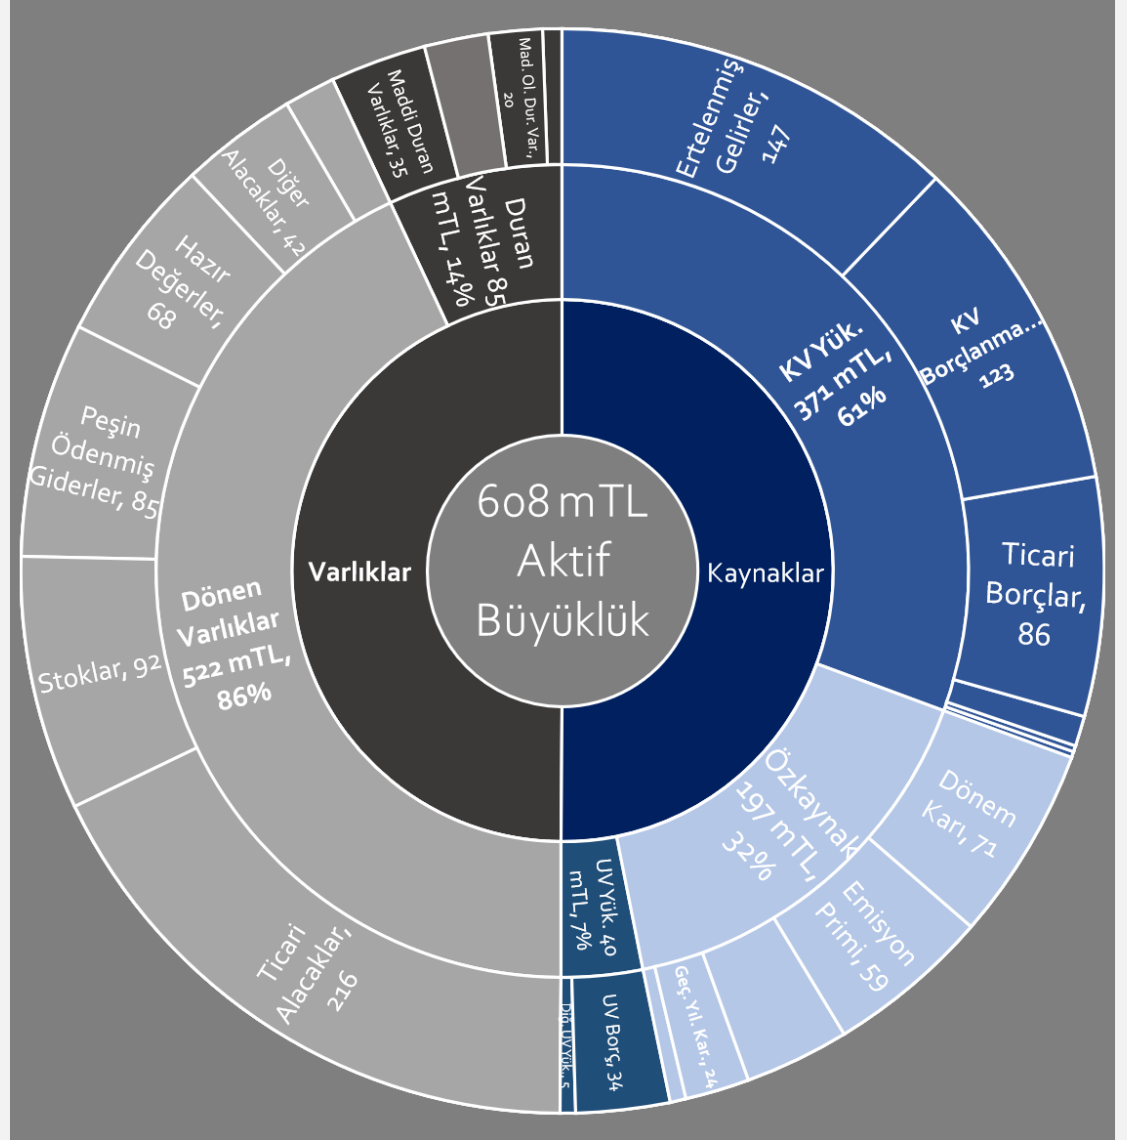 608 mTL
Aktif
Büyüklük
Varlıklar
Kaynaklar
Duran
Varlıklar 85
mTL, 14%
Dönen
Varlıklar
522 mTL,
86%
KV Yük.
371 mTL,
61%
Özkaynak
197 mTL,
32%
UV Yük. 40
mTL, 7%
Ertelenmiş
Gelirler,
147
KV
Borçlanma...
123
Ticari
Borçlar,
86
Dönem
Karı, 71
Emisyon
Primi, 59
Geç. Yıl. Kar., 24
UV Borç, 34
Diğ. UV Yük., 5
Ticari
Alacaklar,
216
Stoklar, 92
Peşin
Ödenmiş
Giderler, 85
Hazır
Değerler,
68
Diğer
Alacaklar, 42
Maddi Duran
Varlıklar, 35
Mad. Ol. Dur. Var.,
20